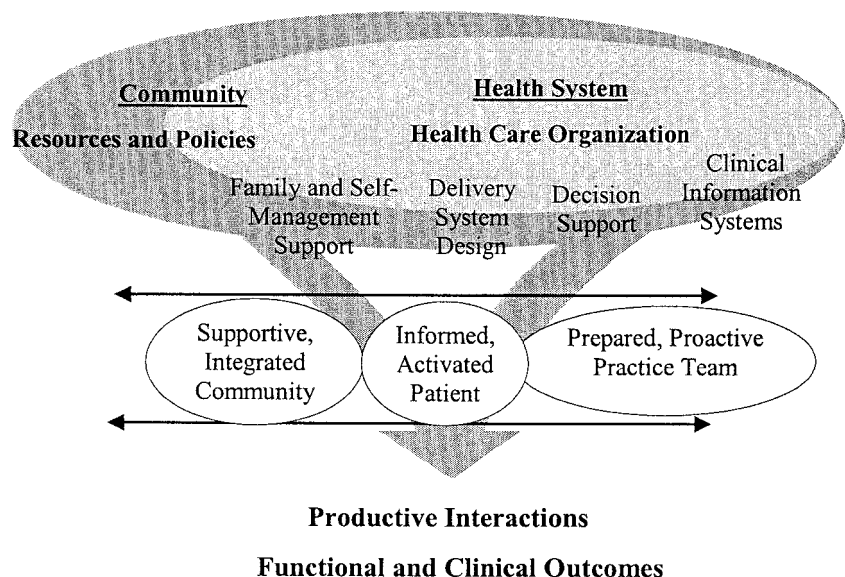 Community
Resources and Policies
Health System
Health Care Organization
Family and Self-
Management
Support
Delivery
System
Design
Decision
Support
Clinical
Information
Systems
Supportive,
Integrated
Community
Informed,
Activated
Patient
Prepared, Proactive
Practice Team
Productive Interactions
Functional and Clinical Outcomes